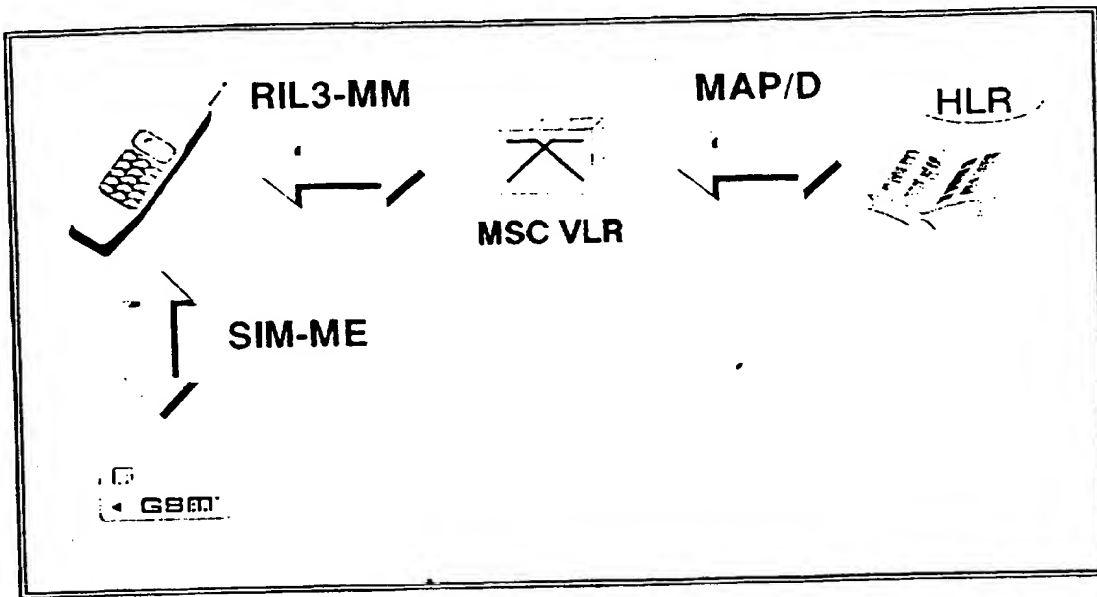 RIL3-MM
MAP/D
HLR
MSC VLR
SIM-ME
GSM